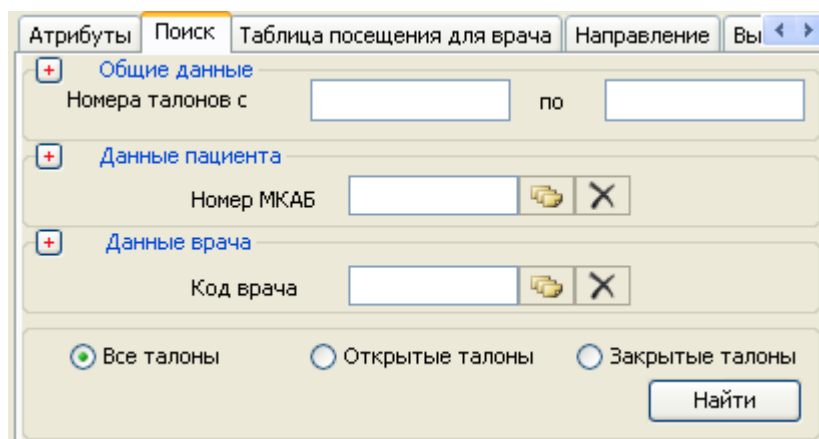 Атрибуты Поиск Таблица посещения для врача Направление Вы
Общие данные
Номера талонов с по
Данные пациента
Номер МКАБ
Данные врача
Код врача
Все талоны Открытые талоны Закрытые талоны
Найти